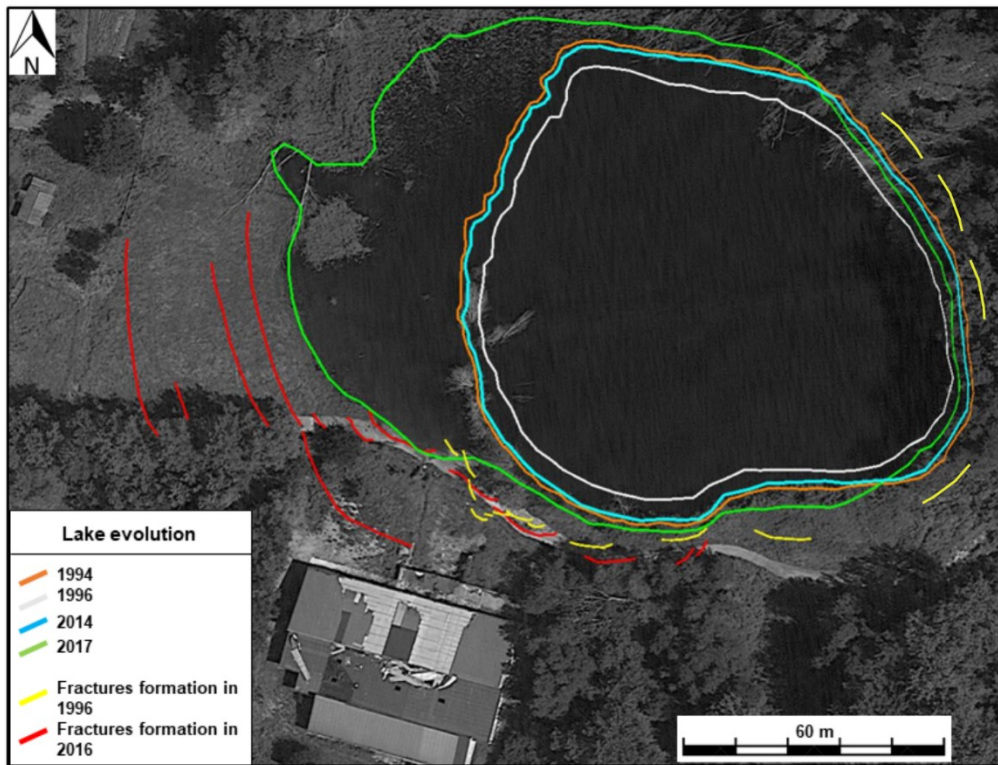 N
Lake evolution
1994
1996
2014
2017
Fractures formation in
1996
Fractures formation in
2016
60 m